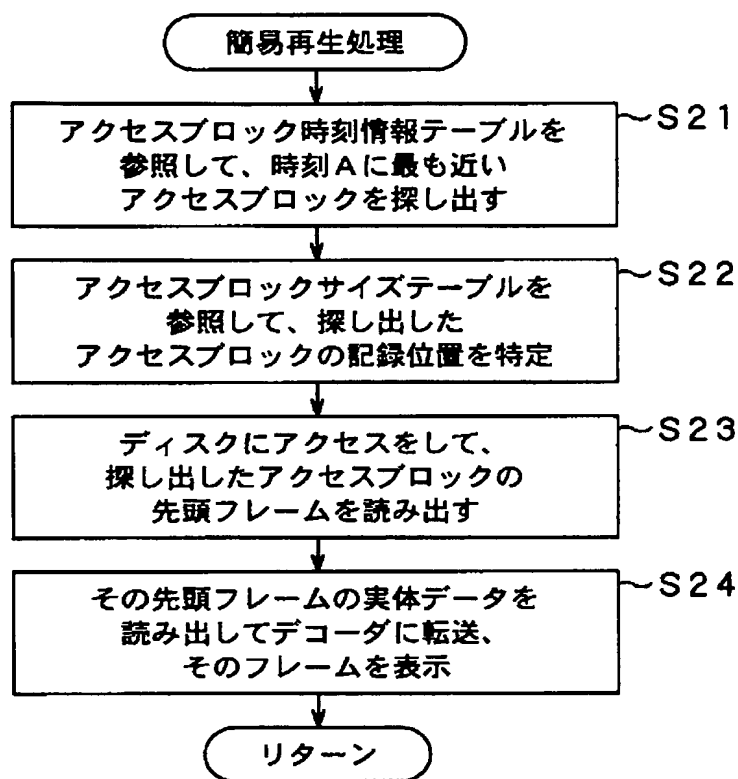 簡易再生処理
アクセスブロック時刻情報テーブルを
参照して、時刻Aに最も近い
アクセスブロックを探し出す
~S21
アクセスブロックサイズテーブルを
参照して、探し出した
アクセスブロックの記録位置を特定
~S22
ディスクにアクセスをして、
探し出したアクセスブロックの
先頭フレームを読み出す
~S23
その先頭フレームの実体データを
読み出してデコーダに転送、
そのフレームを表示
~S24
リターン